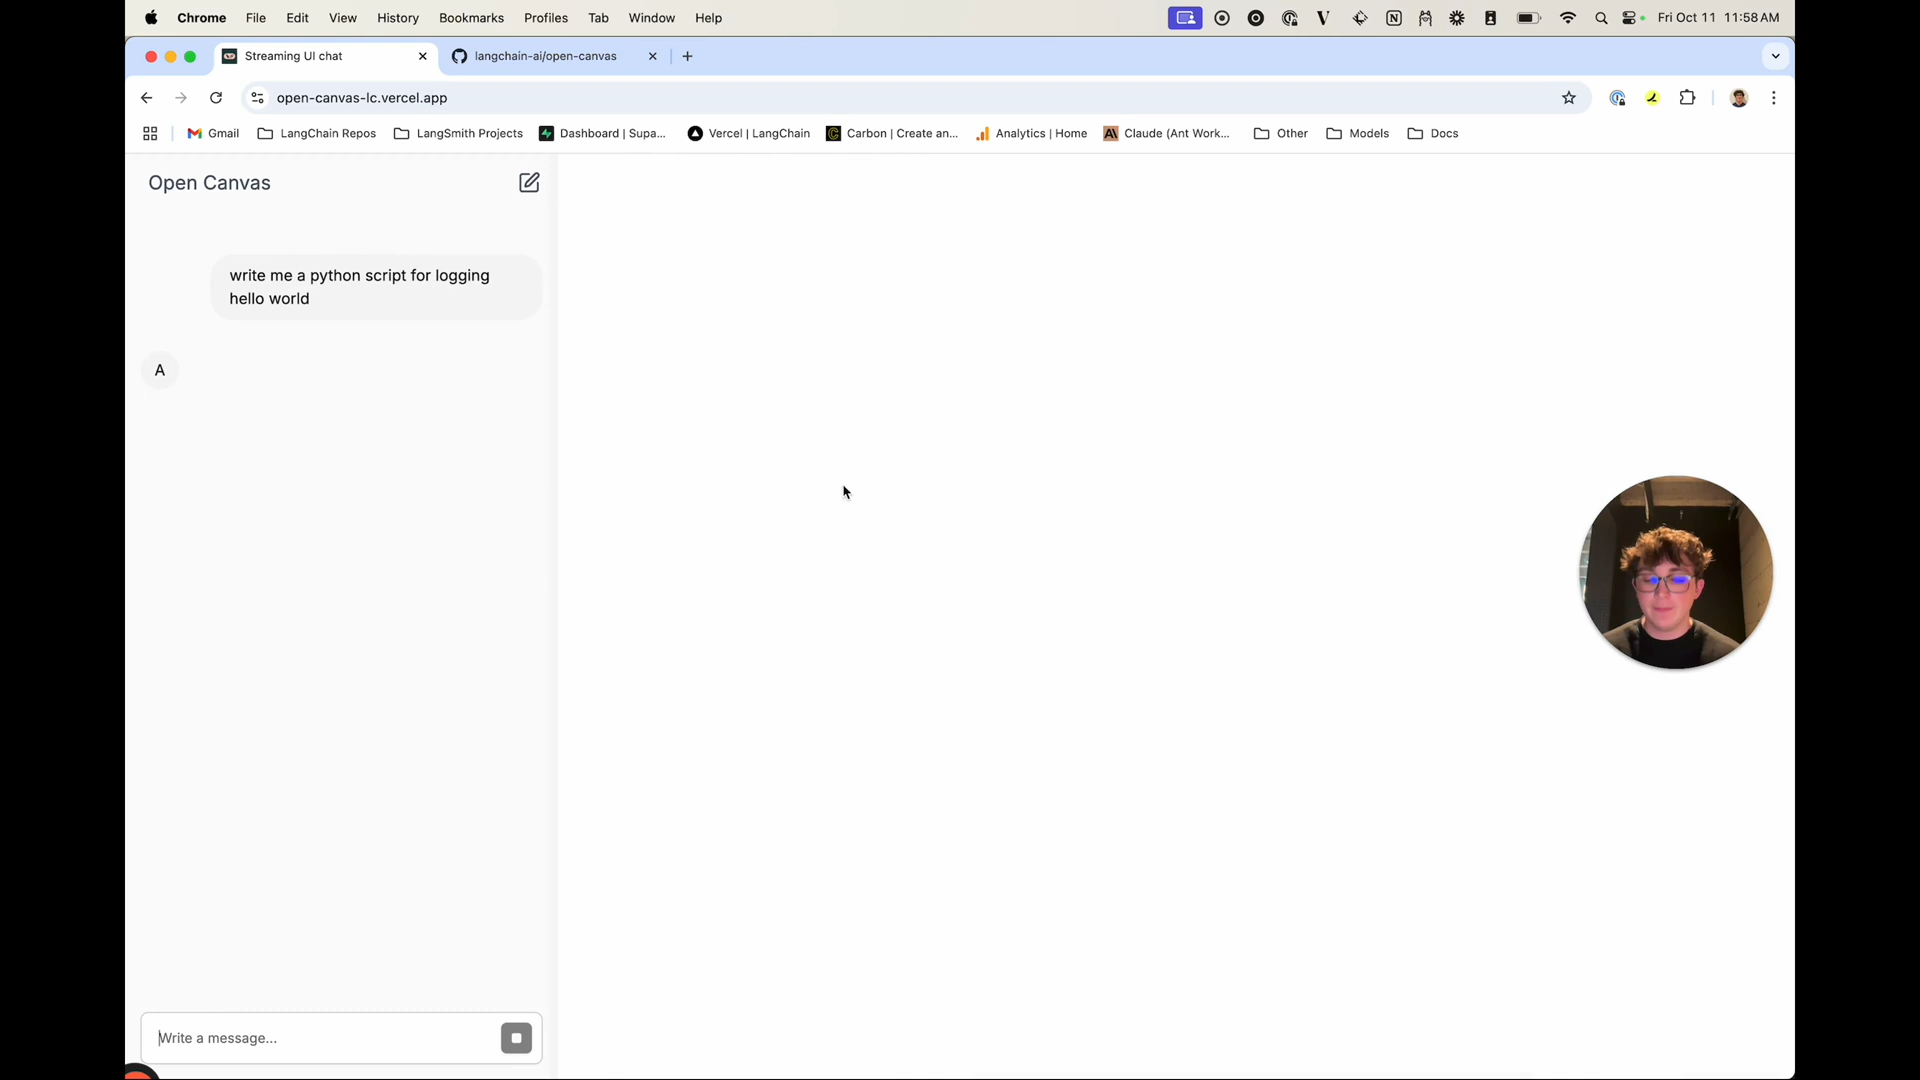 Chrome File Edit View History Bookmarks Profiles Tab Window Help Fri Oct 11 11:58 AM
Streaming UI chat langchain-ai/open-canvas
open-canvas-lc.vercel.app
Gmail LangChain Repos LangSmith Projects Dashboard | Supa... Vercel | LangChain Carbon | Create an... Analytics | Home Claude (Ant Work... Other Models Docs
Open Canvas
write me a python script for logging
hello world
A
Write a message...